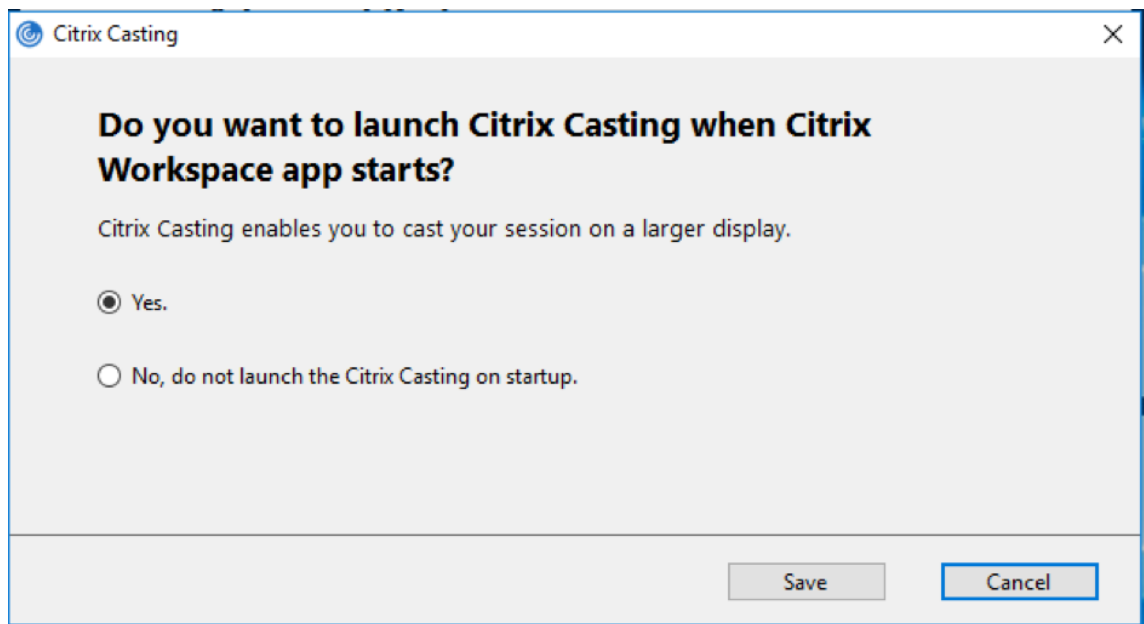 Citrix Casting
Do you want to launch Citrix Casting when Citrix
Workspace app starts?
Citrix Casting enables you to cast your session on a larger display.
Yes.
No, do not launch the Citrix Casting on startup.
Save
Cancel